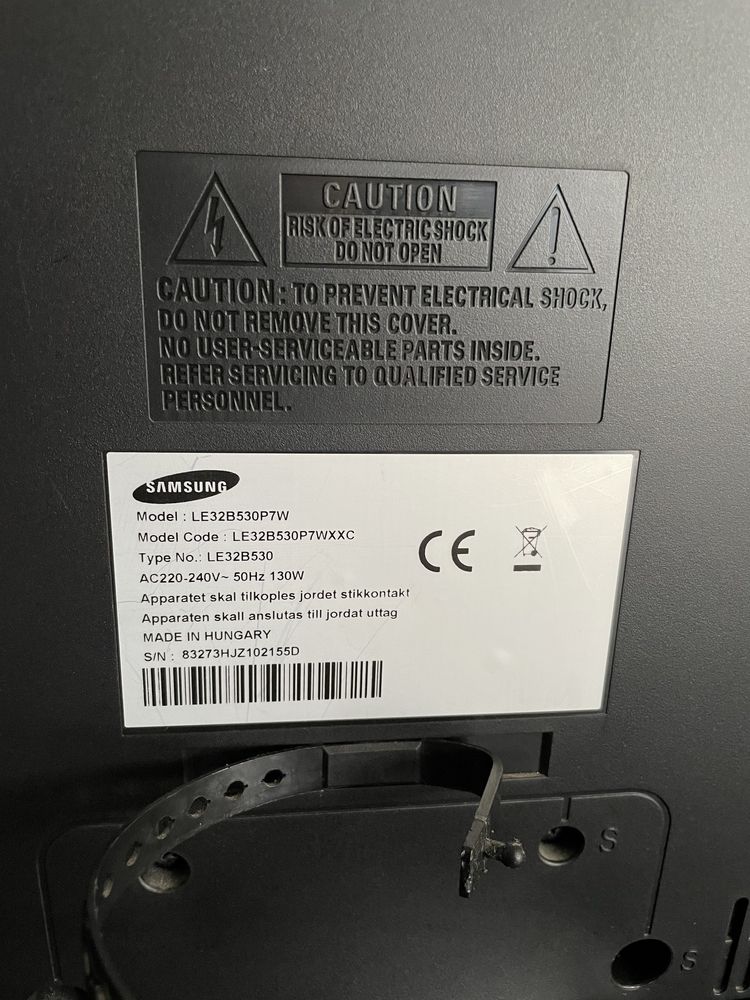 CAUTION
RISK OF ELECTRIC SHOCK
DO NOT OPEN
CAUTION: TO PREVENT ELECTRICAL SHOCK,
DO NOT REMOVE THIS COVER.
NO USER-SERVICEABLE PARTS INSIDE.
REFER SERVICING TO QUALIFIED SERVICE
PERSONNEL.
SAMSUNG
Model : LE32B530P7W
Model Code : LE32B530P7WXXC
Type No.: LE32B530
AC220-240V~ 50Hz 130W
Apparatet skal tilkoples jordet stikkontakt
Apparaten skall anslutas till jordat uttag
MADE IN HUNGARY
S/N : 83273HJZ102155D
CE
S
S